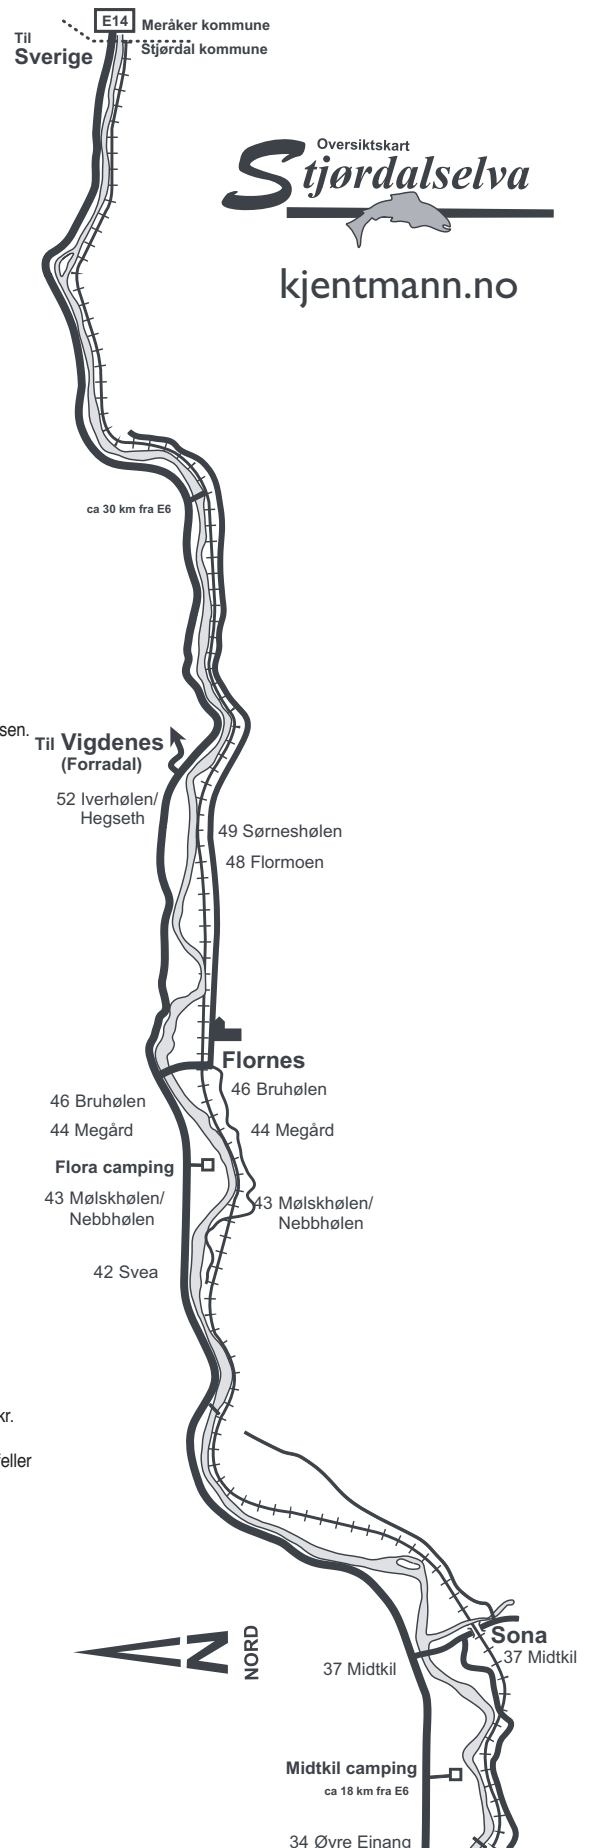 E14
Meråker kommune
Til
Sverige
Stjørdal kommune
Oversiktskart
Stjørdalselva
kjentmann.no
ca 30 km fra E6
sen.
Til Vigdenes
(Forradal)
52 Iverhølen/
Hegseth
49 Sørneshølen
48 Flormoen
Flornes
46 Bruhølen
46 Bruhølen
44 Megård
44 Megård
Flora camping
43 Mølskhølen/
Nebbhølen
43 Mølskhølen/
Nebbhølen
42 Svea
kr.
eller
N
NORD
Sona
37 Midtkil
37 Midtkil
Midtkil camping
ca 18 km fra E6
34 Øvre Einang